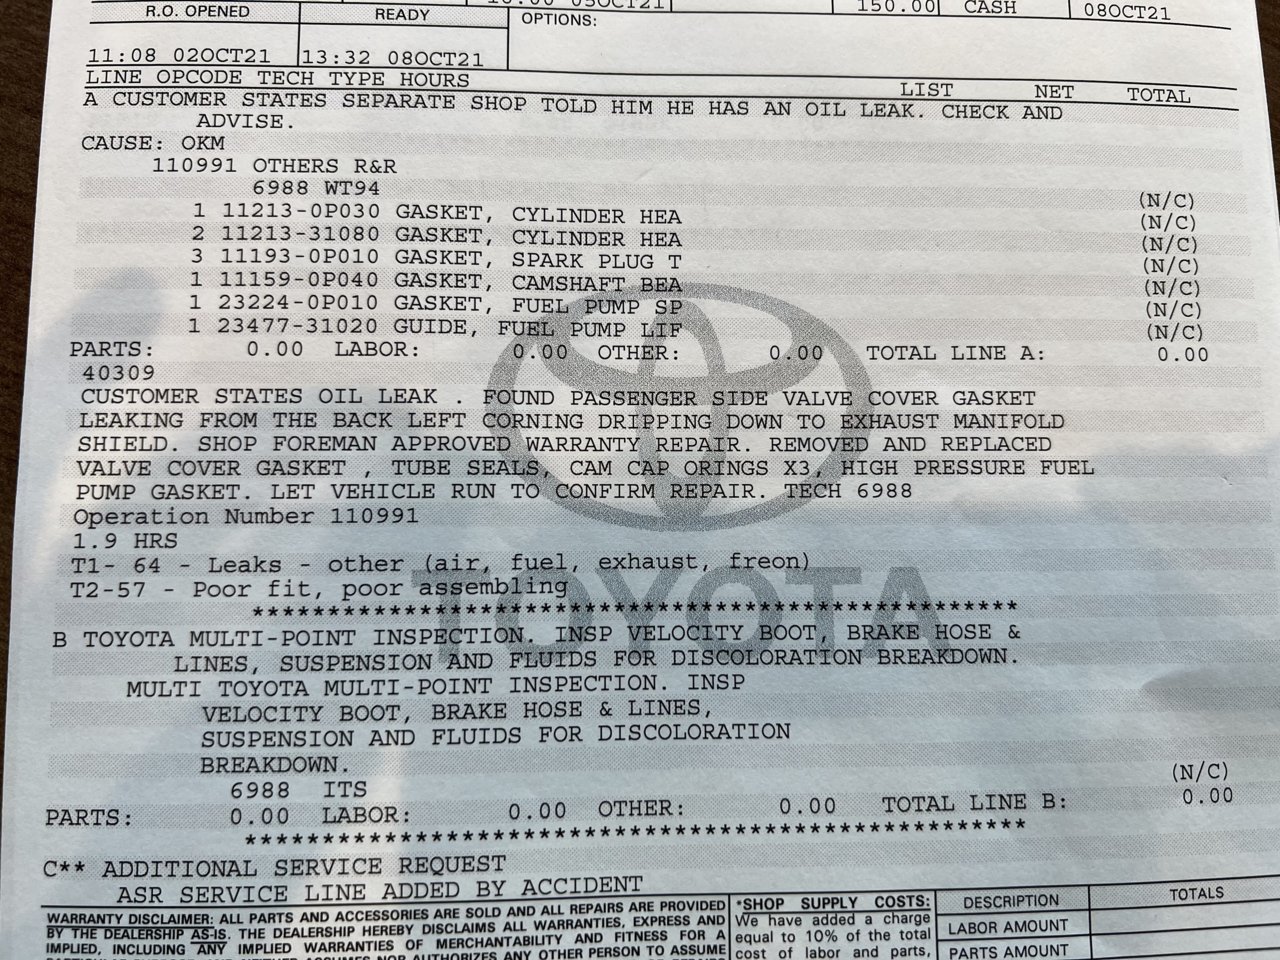 150.00 CASH 08OCT21
R.O. OPENED READY OPTIONS:
11:08 02OCT21 13:32 08OCT21
LINE OPCODE TECH TYPE HOURS LIST NET TOTAL
A CUSTOMER STATES SEPARATE SHOP TOLD HIM HE HAS AN OIL LEAK. CHECK AND
ADVISE.
CAUSE: OKM
110991 OTHERS R&R
6988 WT94 (N/C)
1 11213-0P030 GASKET, CYLINDER HEA (N/C)
2 11213-31080 GASKET, CYLINDER HEA (N/C)
3 11193-0P010 GASKET, SPARK PLUG T (N/C)
1 11159-0P040 GASKET, CAMSHAFT BEA (N/C)
1 23224-0P010 GASKET, FUEL PUMP SP (N/C)
1 23477-31020 GUIDE, FUEL PUMP LIF (N/C)
PARTS: 0.00 LABOR: 0.00 OTHER: 0.00 TOTAL LINE A: 0.00
40309
CUSTOMER STATES OIL LEAK . FOUND PASSENGER SIDE VALVE COVER GASKET
LEAKING FROM THE BACK LEFT CORNING DRIPPING DOWN TO EXHAUST MANIFOLD
SHIELD. SHOP FOREMAN APPROVED WARRANTY REPAIR. REMOVED AND REPLACED
VALVE COVER GASKET , TUBE SEALS, CAM CAP ORINGS X3, HIGH PRESSURE FUEL
PUMP GASKET. LET VEHICLE RUN TO CONFIRM REPAIR. TECH 6988
Operation Number 110991
1.9 HRS
T1- 64 - Leaks - other (air, fuel, exhaust, freon)
T2-57 - Poor fit, poor assembling
TOYOTA
**************************************************
B TOYOTA MULTI-POINT INSPECTION. INSP VELOCITY BOOT, BRAKE HOSE &
LINES, SUSPENSION AND FLUIDS FOR DISCOLORATION BREAKDOWN.
MULTI TOYOTA MULTI-POINT INSPECTION. INSP
VELOCITY BOOT, BRAKE HOSE & LINES,
SUSPENSION AND FLUIDS FOR DISCOLORATION
BREAKDOWN.
6988 ITS (N/C)
PARTS: 0.00 LABOR: 0.00 OTHER: 0.00 TOTAL LINE B: 0.00
**************************************************
C** ADDITIONAL SERVICE REQUEST
ASR SERVICE LINE ADDED BY ACCIDENT
WARRANTY DISCLAIMER: ALL PARTS AND ACCESSORIES ARE SOLD AND ALL REPAIRS ARE PROVIDED
BY THE DEALERSHIP AS-IS. THE DEALERSHIP HEREBY DISCLAIMS ALL WARRANTIES, EXPRESS AND
IMPLIED, INCLUDING ANY IMPLIED WARRANTIES OF MERCHANTABILITY AND FITNESS FOR A
*SHOP SUPPLY COSTS:
We have added a charge
equal to 10% of the total
cost of labor and parts,
DESCRIPTION TOTALS
LABOR AMOUNT
PARTS AMOUNT